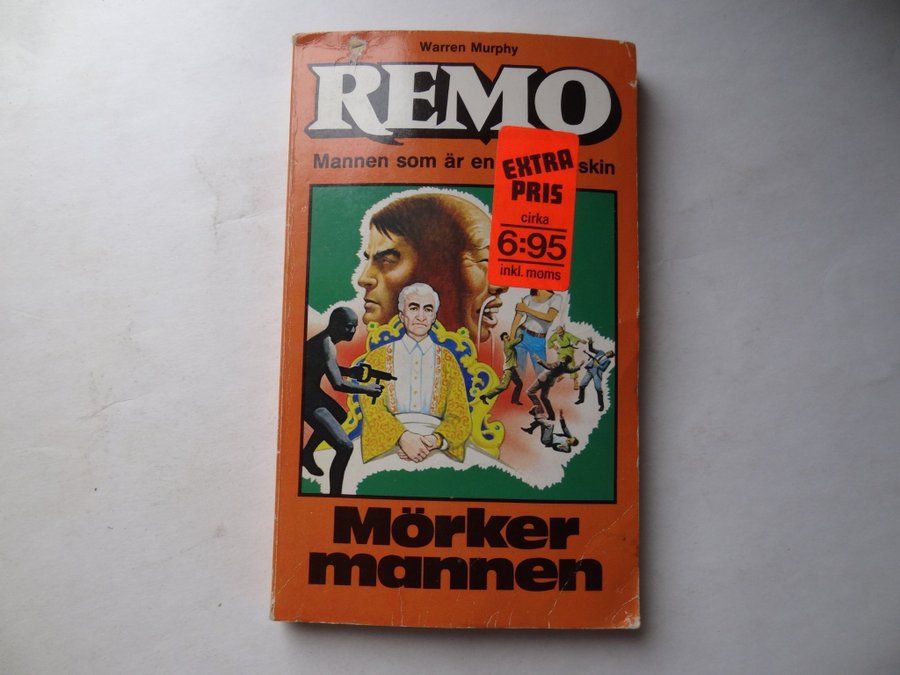 Warren Murphy
REMO
Mannen som är en skin
EXTRA
PRIS
cirka
6:95
inkl. moms
Mörker
mannen